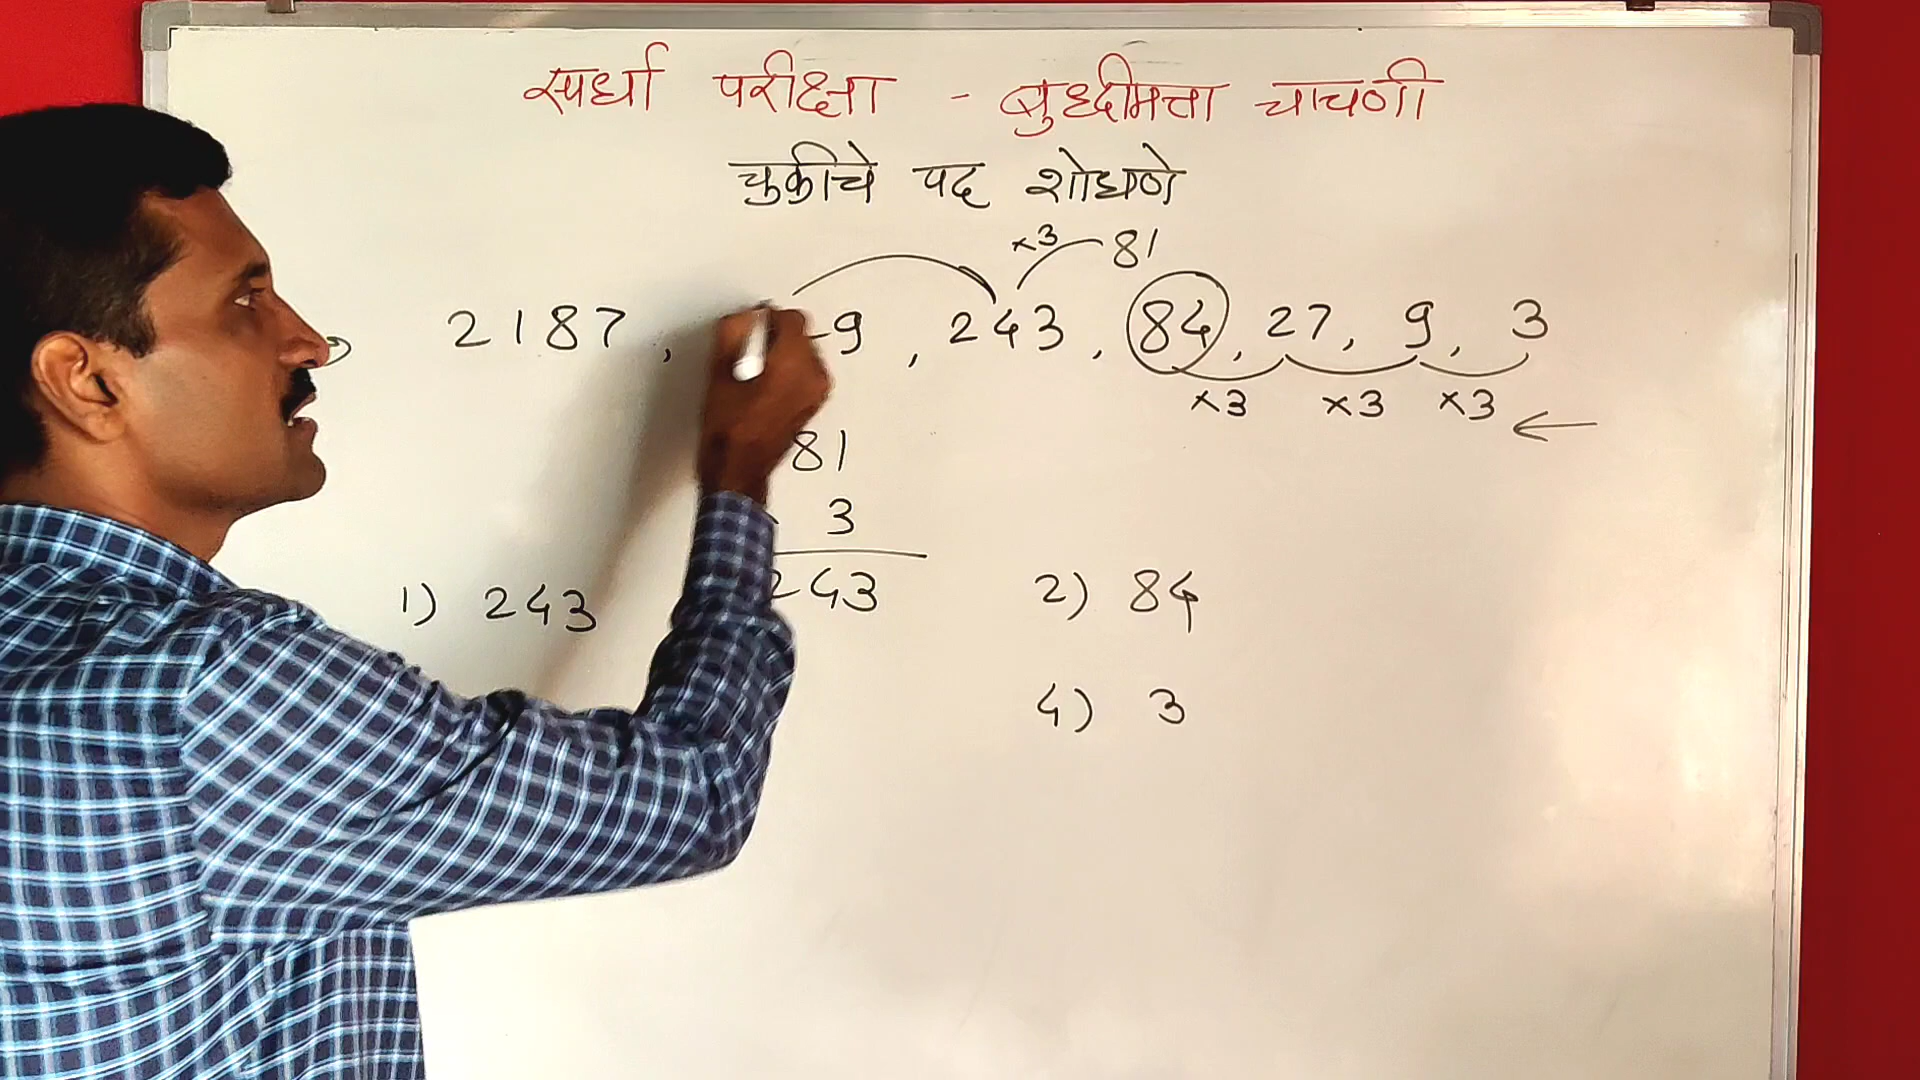 स्पर्धा परीक्षा - बुध्दीमत्ता चाचणी
चुकीचे पद शोधणे
×3 81
2187, 9, 243, 84, 27, 9, 3
×3 ×3 ×3 ←
81
3
243
1) 243 2) 84
4) 3